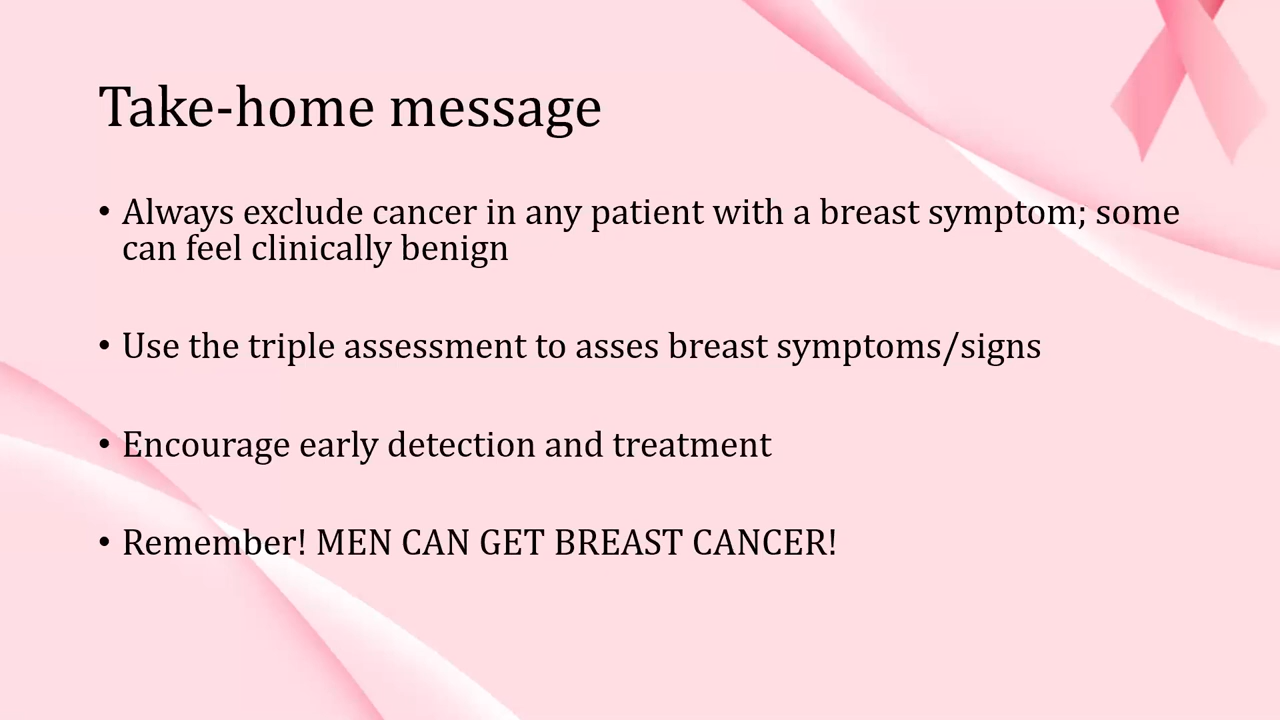 Take-home message
• Always exclude cancer in any patient with a breast symptom; some
can feel clinically benign
• Use the triple assessment to asses breast symptoms/signs
• Encourage early detection and treatment
• Remember! MEN CAN GET BREAST CANCER!